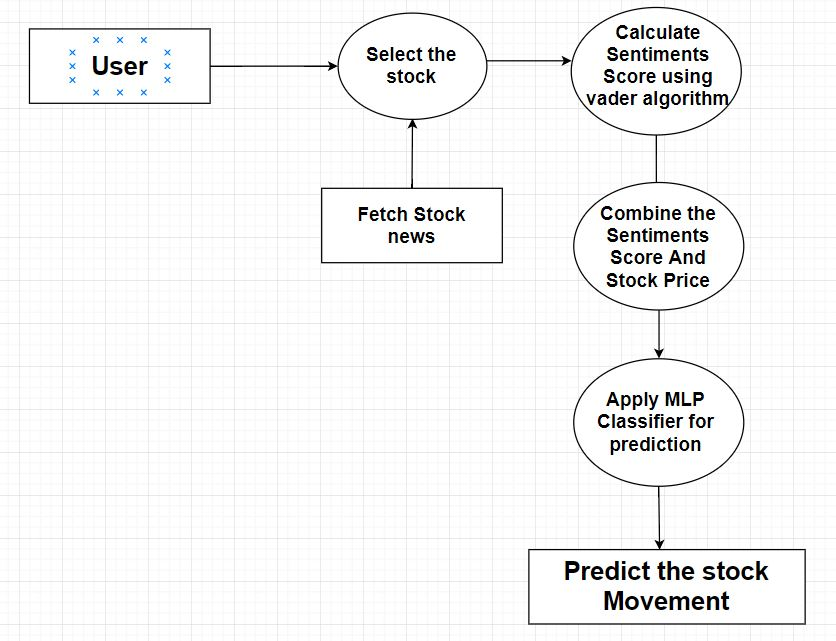 User
Select the
stock
Calculate
Sentiments
Score using
vader algorithm
Fetch Stock
news
Combine the
Sentiments
Score And
Stock Price
Apply MLP
Classifier for
prediction
Predict the stock
Movement